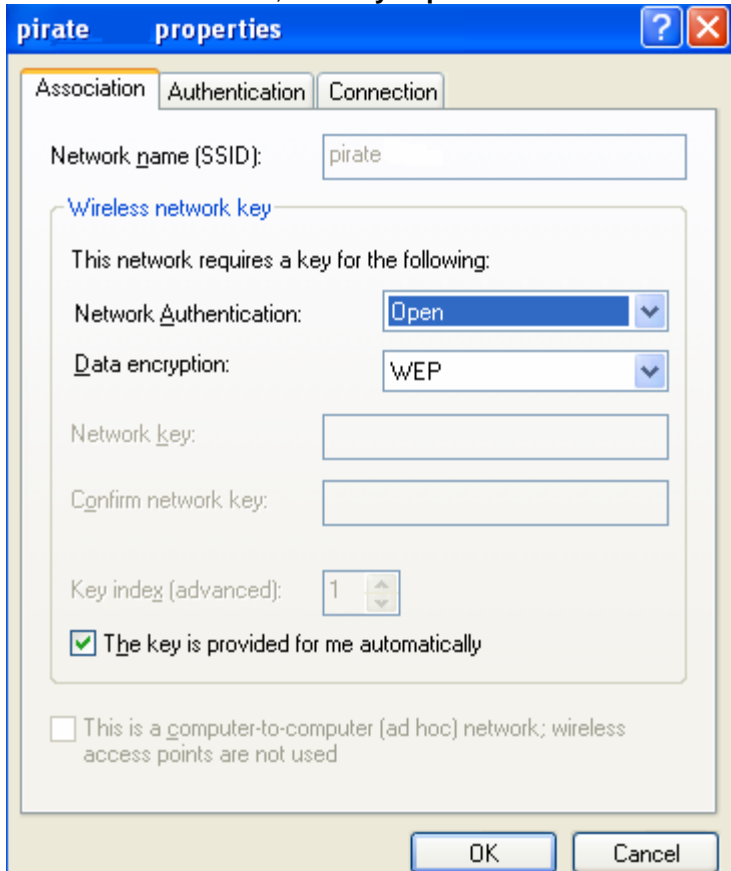 pirate properties
Association Authentication Connection
Network name (SSID): pirate
Wireless network key
This network requires a key for the following:
Network Authentication: Open
Data encryption: WEP
Network key:
Confirm network key:
Key index (advanced): 1
The key is provided for me automatically
This is a computer-to-computer (ad hoc) network; wireless
access points are not used
OK Cancel